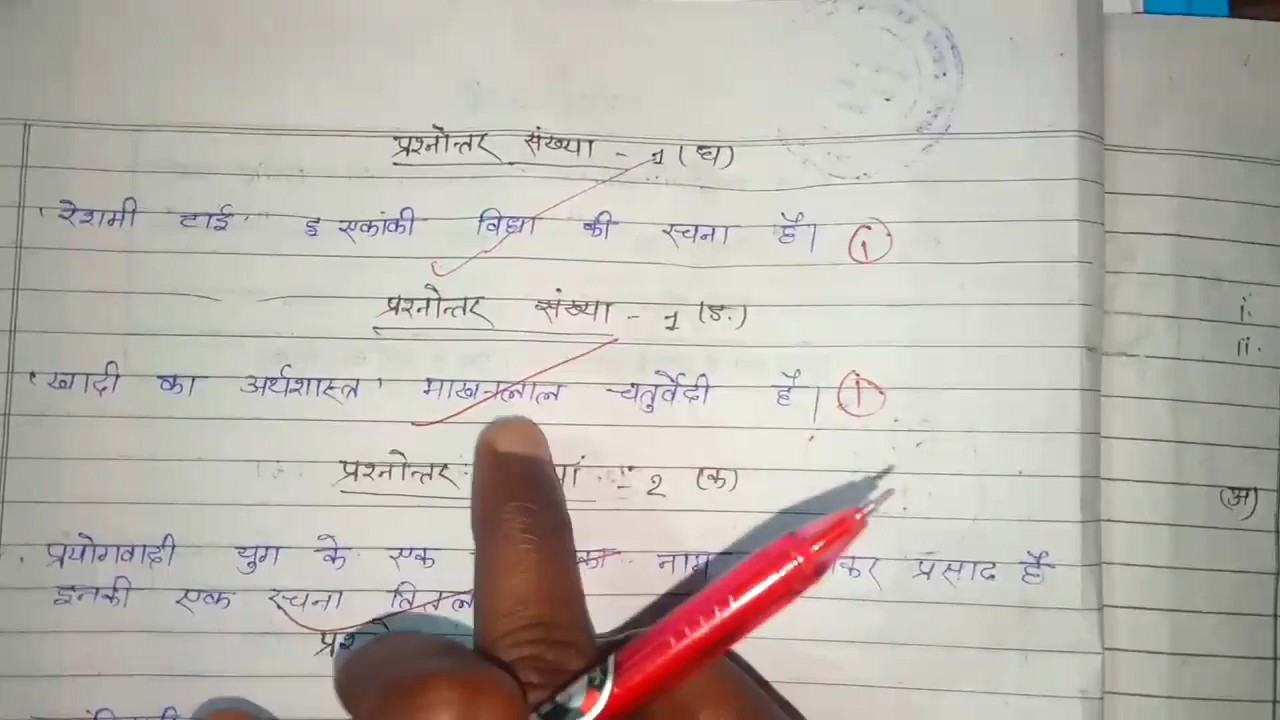 प्रश्नोत्तर संख्या - 1 (घ)
'रेशमी टाई' इ एकांकी विधा की रचना है। 1
प्रश्नोत्तर संख्या - 1 (ङ.)
'खादी का अर्थशास्त्र' माखनलाल चतुर्वेदी है। 1
i.
ii.
प्रश्नोत्तर - 2 (क)
(अ)
प्रयोगवादी युग के एक का नाम प्रसाद है
इनकी एक रचना